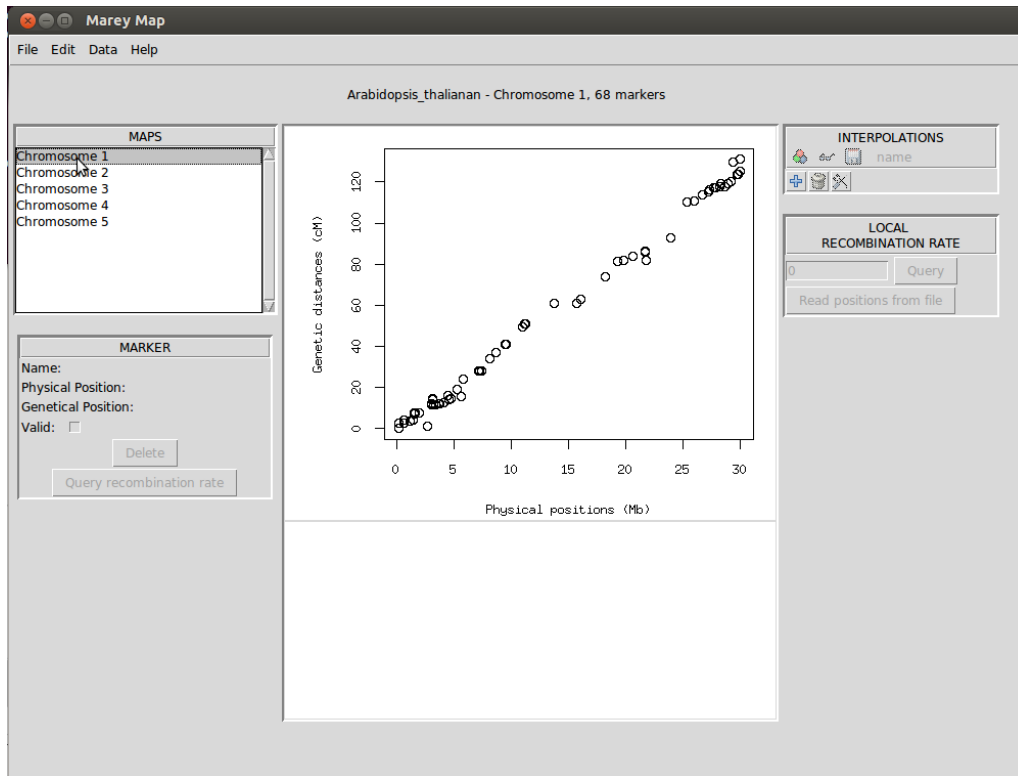 Marey Map
File Edit Data Help
Arabidopsis_thalianan - Chromosome 1, 68 markers
MAPS
Chromosome 1
Chromosome 2
Chromosome 3
Chromosome 4
Chromosome 5
MARKER
Name:
Physical Position:
Genetical Position:
Valid:
Delete
Query recombination rate
Genetic distances (cM)
0 20 40 60 80 100 120
0 5 10 15 20 25 30
Physical positions (Mb)
INTERPOLATIONS
name
LOCAL
RECOMBINATION RATE
0 Query
Read positions from file